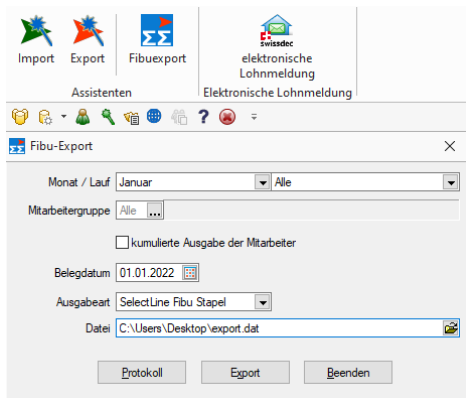 swissdec
Import Export Fibuexport elektronische
Lohnmeldung
Assistenten Elektronische Lohnmeldung
Fibu-Export
Monat / Lauf Januar Alle
Mitarbeitergruppe Alle ...
kumulierte Ausgabe der Mitarbeiter
Belegdatum 01.01.2022
Ausgabeart SelectLine Fibu Stapel
Datei C:\Users\Desktop\export.dat
Protokoll Export Beenden